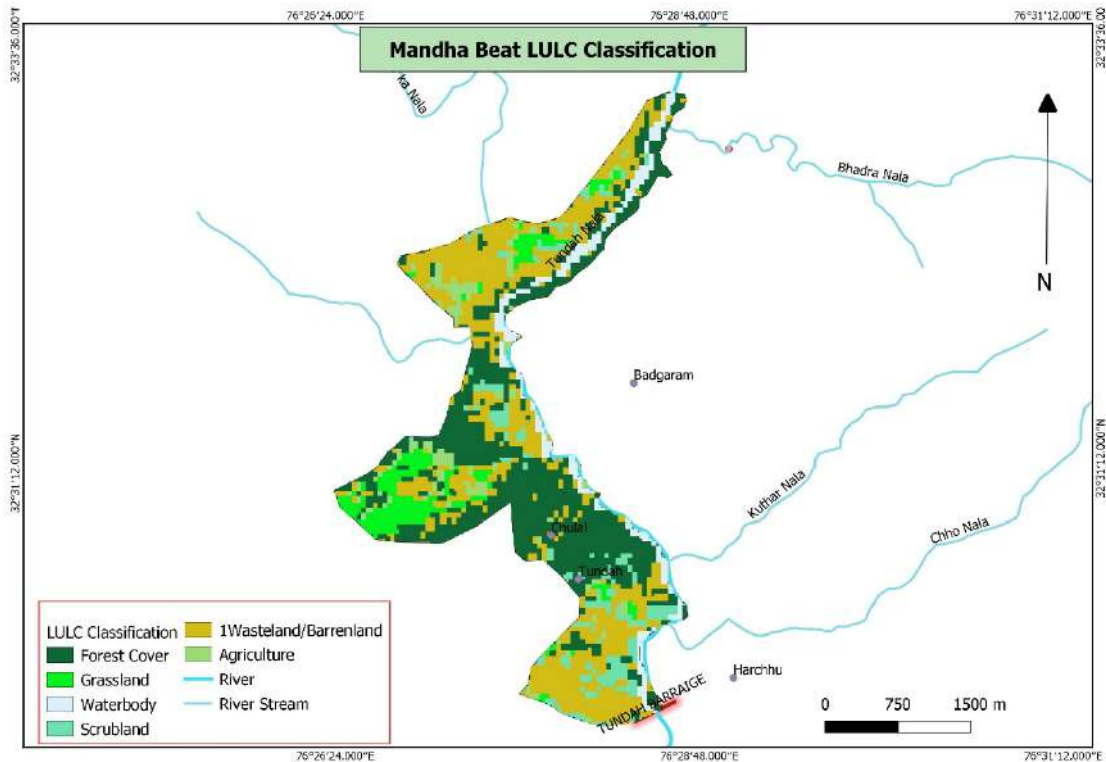 76°26'24.000"E
76°28'48.000"E
76°31'12.000"E
32°33'36.00
32°33'36.00
Mandha Beat LULC Classification
ka Nala
Bhadra Nala
Tundah Nala
N
Badgaram
32°31'12.000"N
32°31'12.000"N
Kuthar Nala
Chho Nala
Chulai
Tundah
Harchhu
TUNDAH BARRAIGE
LULC Classification
Forest Cover
Grassland
Waterbody
Scrubland
1Wasteland/Barrenland
Agriculture
River
River Stream
0 750 1500 m
76°26'24.000"E
76°28'48.000"E
76°31'12.000"E